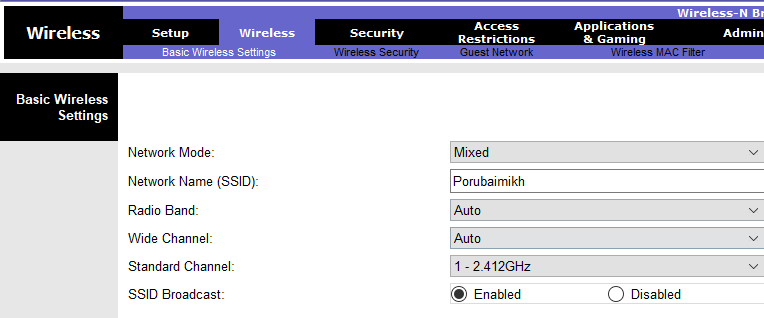 Wireless-N Br
Wireless
Setup Wireless Security Access Restrictions Applications & Gaming Admin
Basic Wireless Settings Wireless Security Guest Network Wireless MAC Filter
Basic Wireless
Settings
Network Mode: Mixed
Network Name (SSID): Porubaimikh
Radio Band: Auto
Wide Channel: Auto
Standard Channel: 1 - 2.412GHz
SSID Broadcast: Enabled Disabled